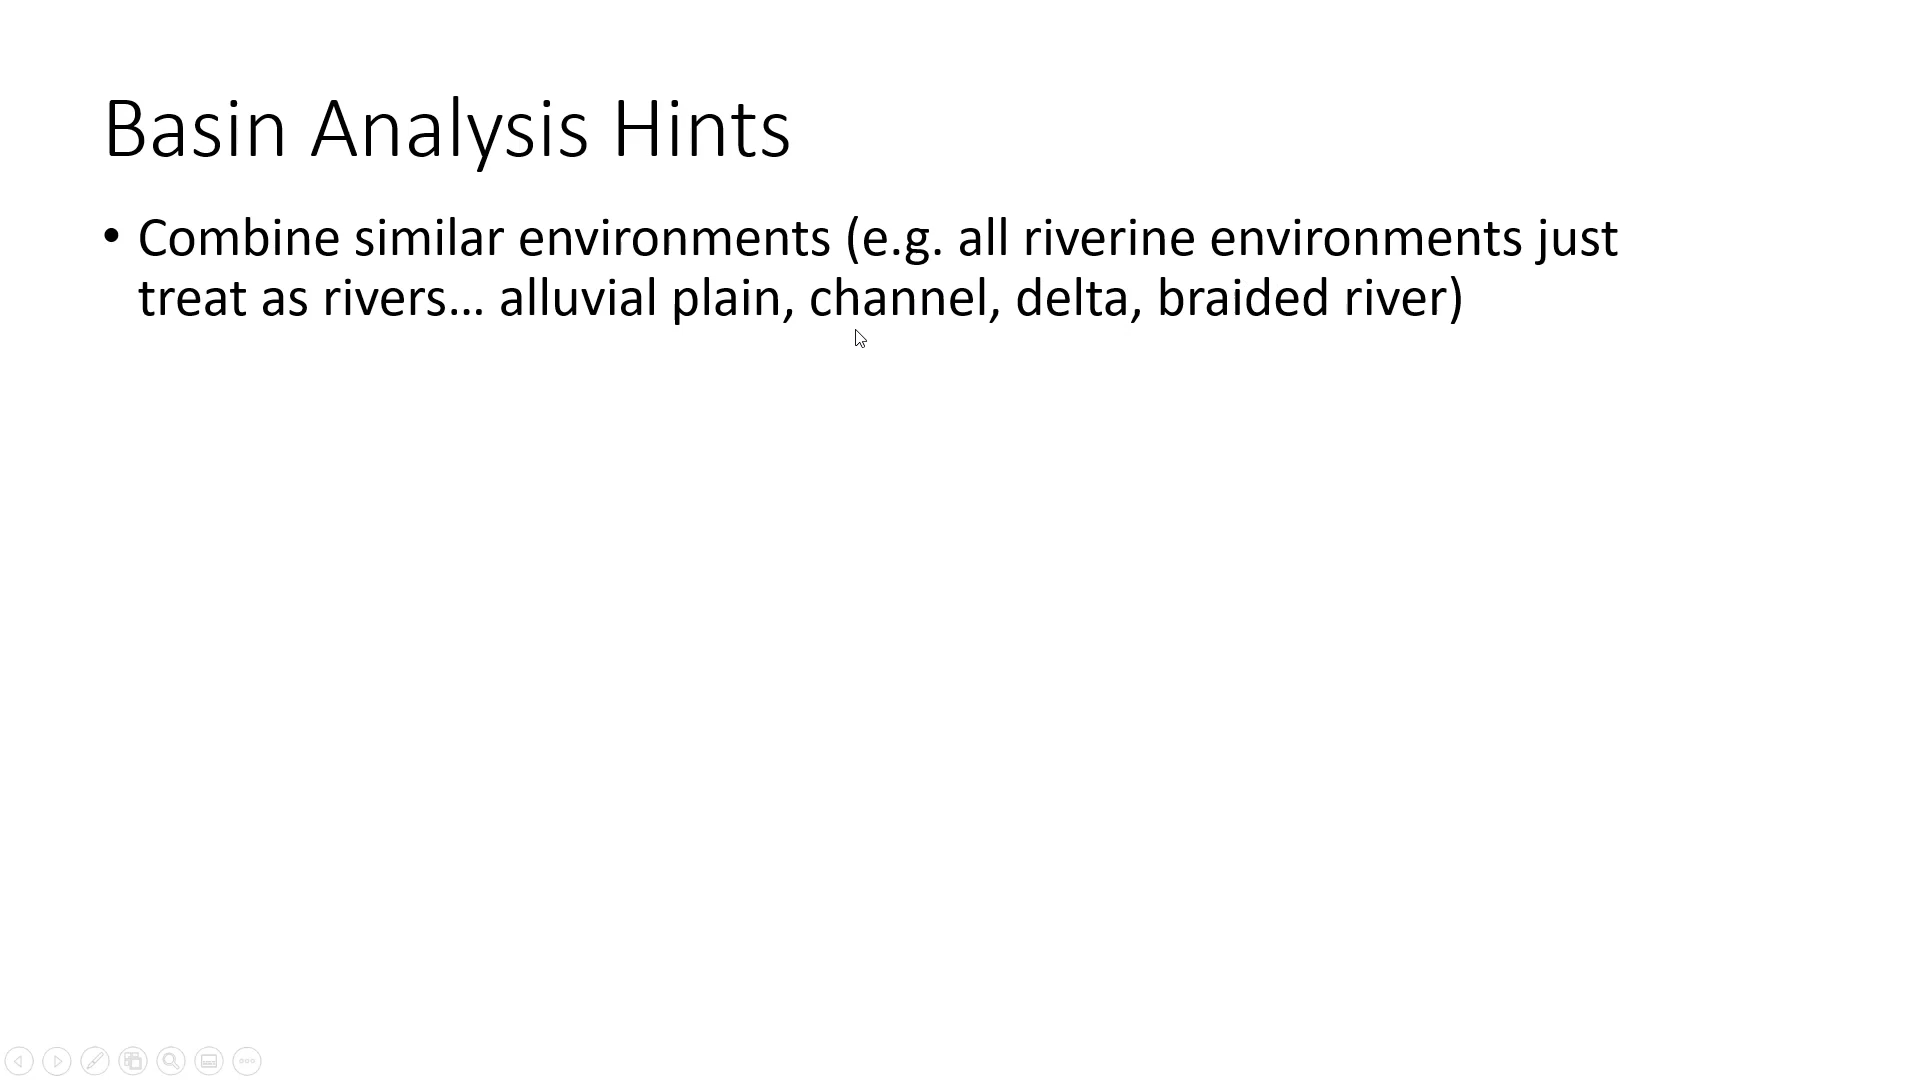 Basin Analysis Hints
• Combine similar environments (e.g. all riverine environments just
treat as rivers... alluvial plain, channel, delta, braided river)